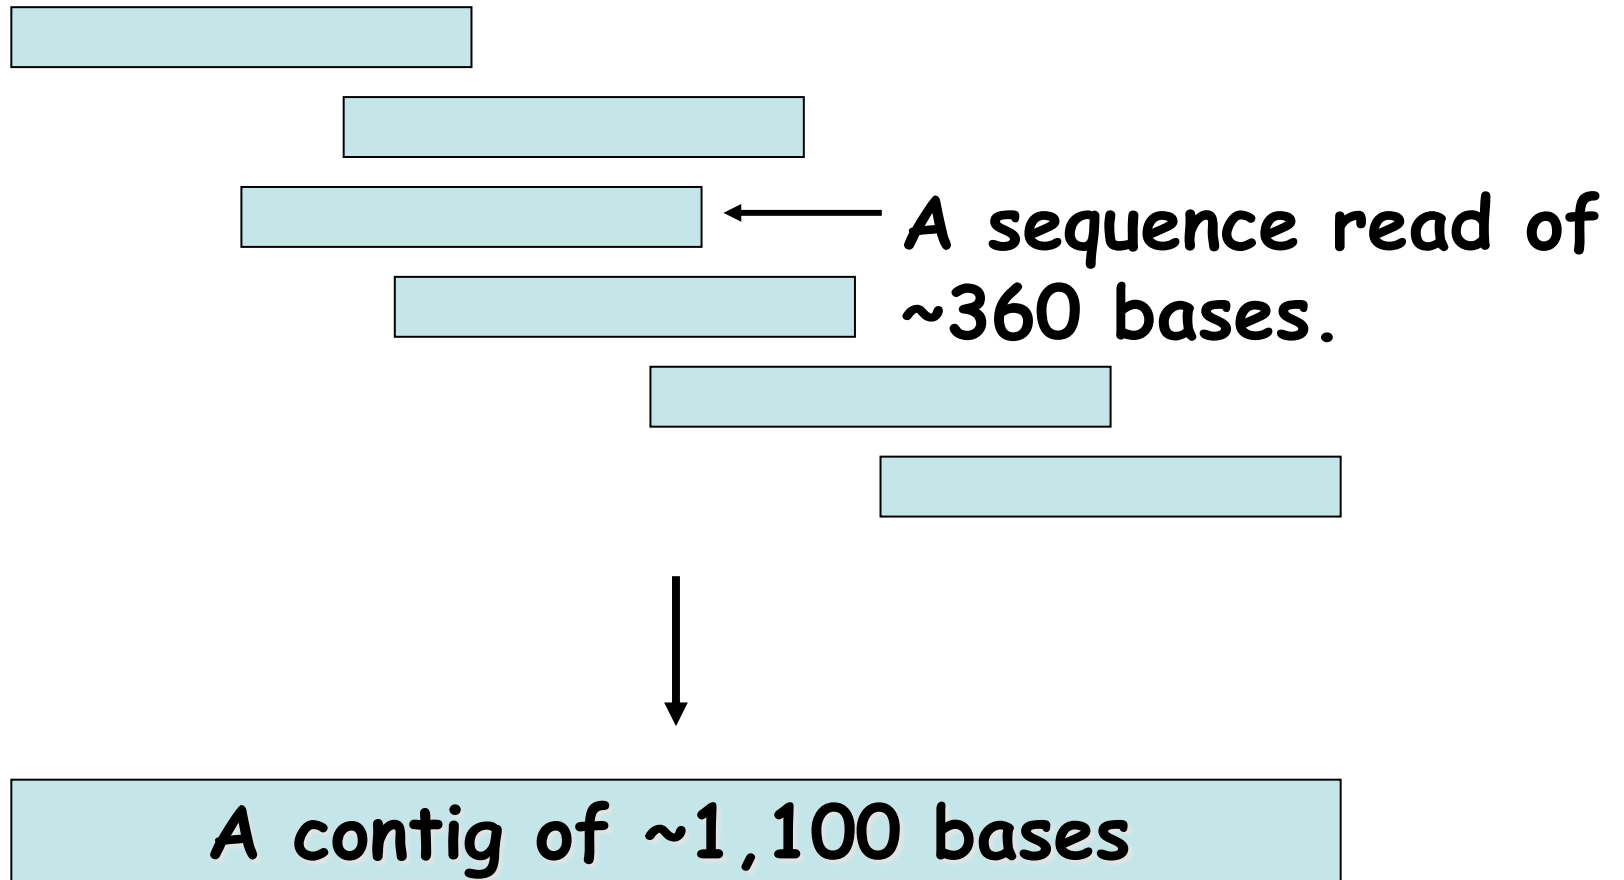 A sequence read of
~360 bases.
A contig of ~1,100 bases